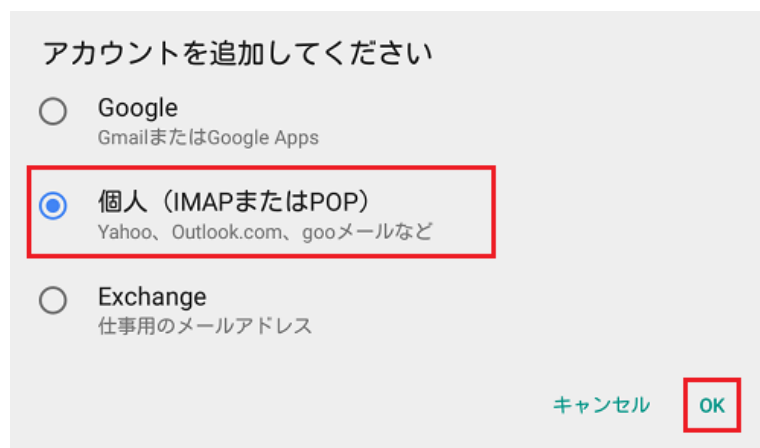 アカウントを追加してください
Google
GmailまたはGoogle Apps
個人（IMAPまたはPOP）
Yahoo、Outlook.com、gooメールなど
Exchange
仕事用のメールアドレス
キャンセル OK